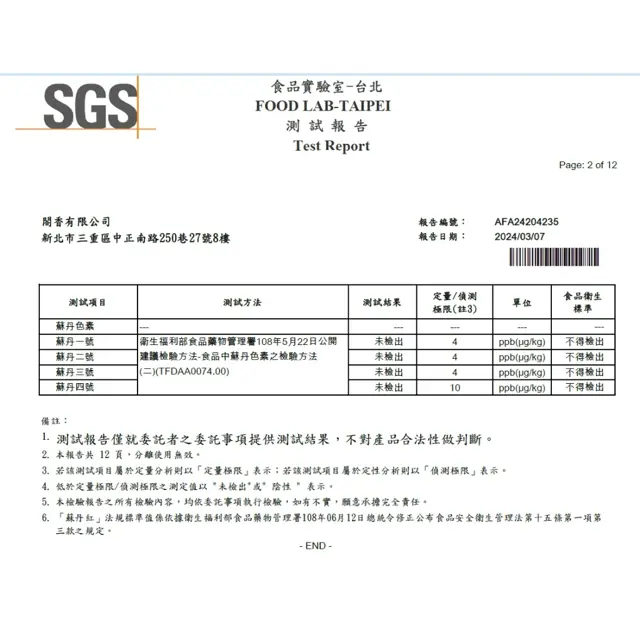 SGS
食品實驗室-台北
FOOD LAB-TAIPEI
測試報告
Test Report
Page: 2 of 12
閤香有限公司
新北市三重區中正南路250巷27號8樓
報告編號： AFA24204235
報告日期： 2024/03/07
測試項目 測試方法 測試結果 定量/偵測極限(註3) 單位 食品衛生標準
蘇丹色素 --- --- --- --- ---
蘇丹一號 衛生福利部食品藥物管理署108年5月22日公開 未檢出 4 ppb(μg/kg) 不得檢出
蘇丹二號 建議檢驗方法-食品中蘇丹色素之檢驗方法 未檢出 4 ppb(μg/kg) 不得檢出
蘇丹三號 (二)(TFDAA0074.00) 未檢出 4 ppb(μg/kg) 不得檢出
蘇丹四號 未檢出 10 ppb(μg/kg) 不得檢出
備註：
1. 測試報告僅就委託者之委託事項提供測試結果，不對產品合法性做判斷。
2. 本報告共 12 頁，分離使用無效。
3. 若該測試項目屬於定量分析則以「定量極限」表示；若該測試項目屬於定性分析則以「偵測極限」表示。
4. 低於定量極限/偵測極限之測定值以 "未檢出"或" 陰性 " 表示。
5. 本檢驗報告之所有檢驗內容，均依委託事項執行檢驗，如有不實，願意承擔完全責任。
6. 「蘇丹紅」法規標準值係依據衛生福利部食品藥物管理署108年06月12日總統令修正公布食品安全衛生管理法第十五條第一項第
三款之規定。
- END -